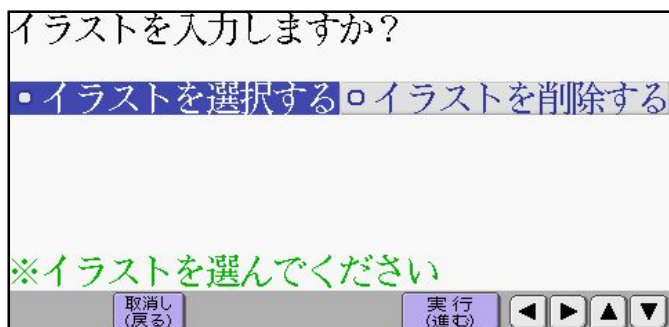 イラストを入力しますか？
イラストを選択する イラストを削除する
※イラストを選んでください
取消し 実行
(戻る) (進む) ◀ ▶ ▲ ▼